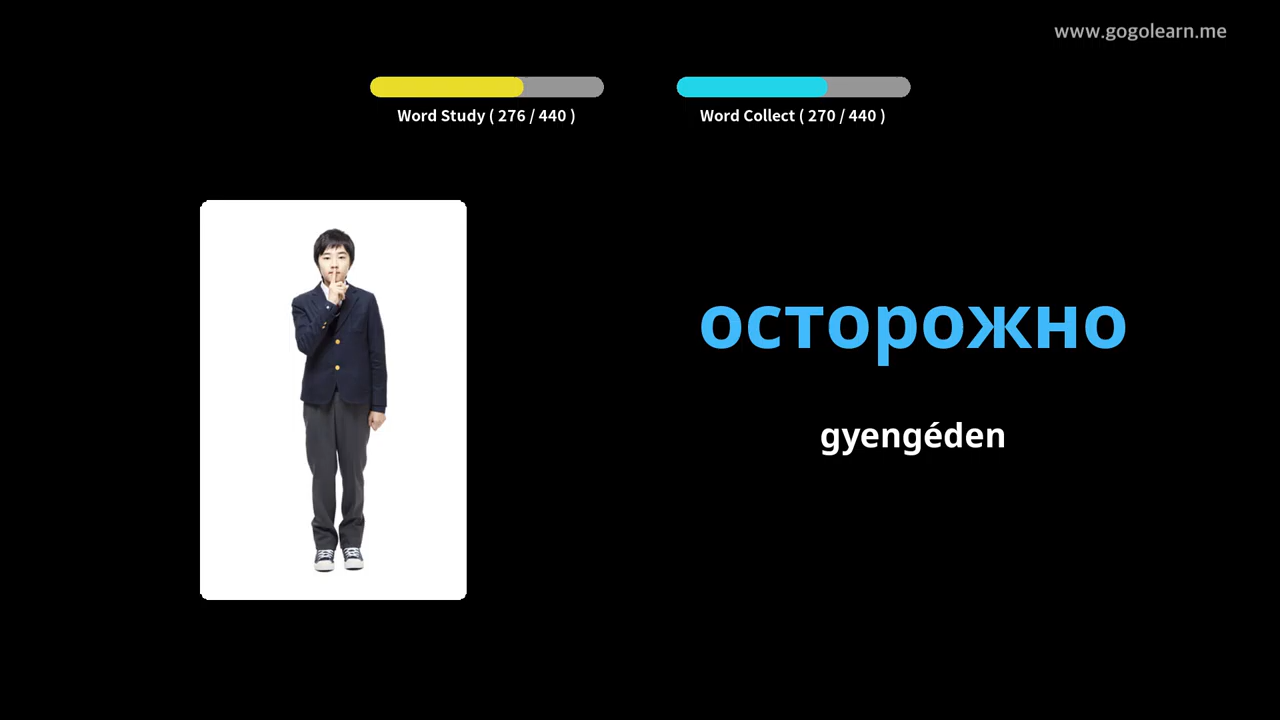 www.gogolearn.me
Word Study ( 276 / 440 )
Word Collect ( 270 / 440 )
осторожно
gyengéden